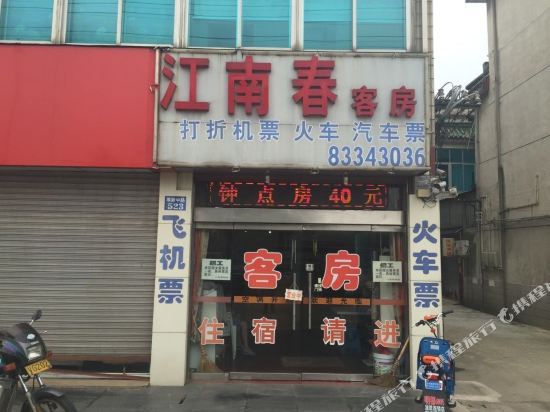 江南春客房
打折机票 火车 汽车票
83343036
钟点房40元
523
飞机票
火车票
客房
住宿请进
携程旅行